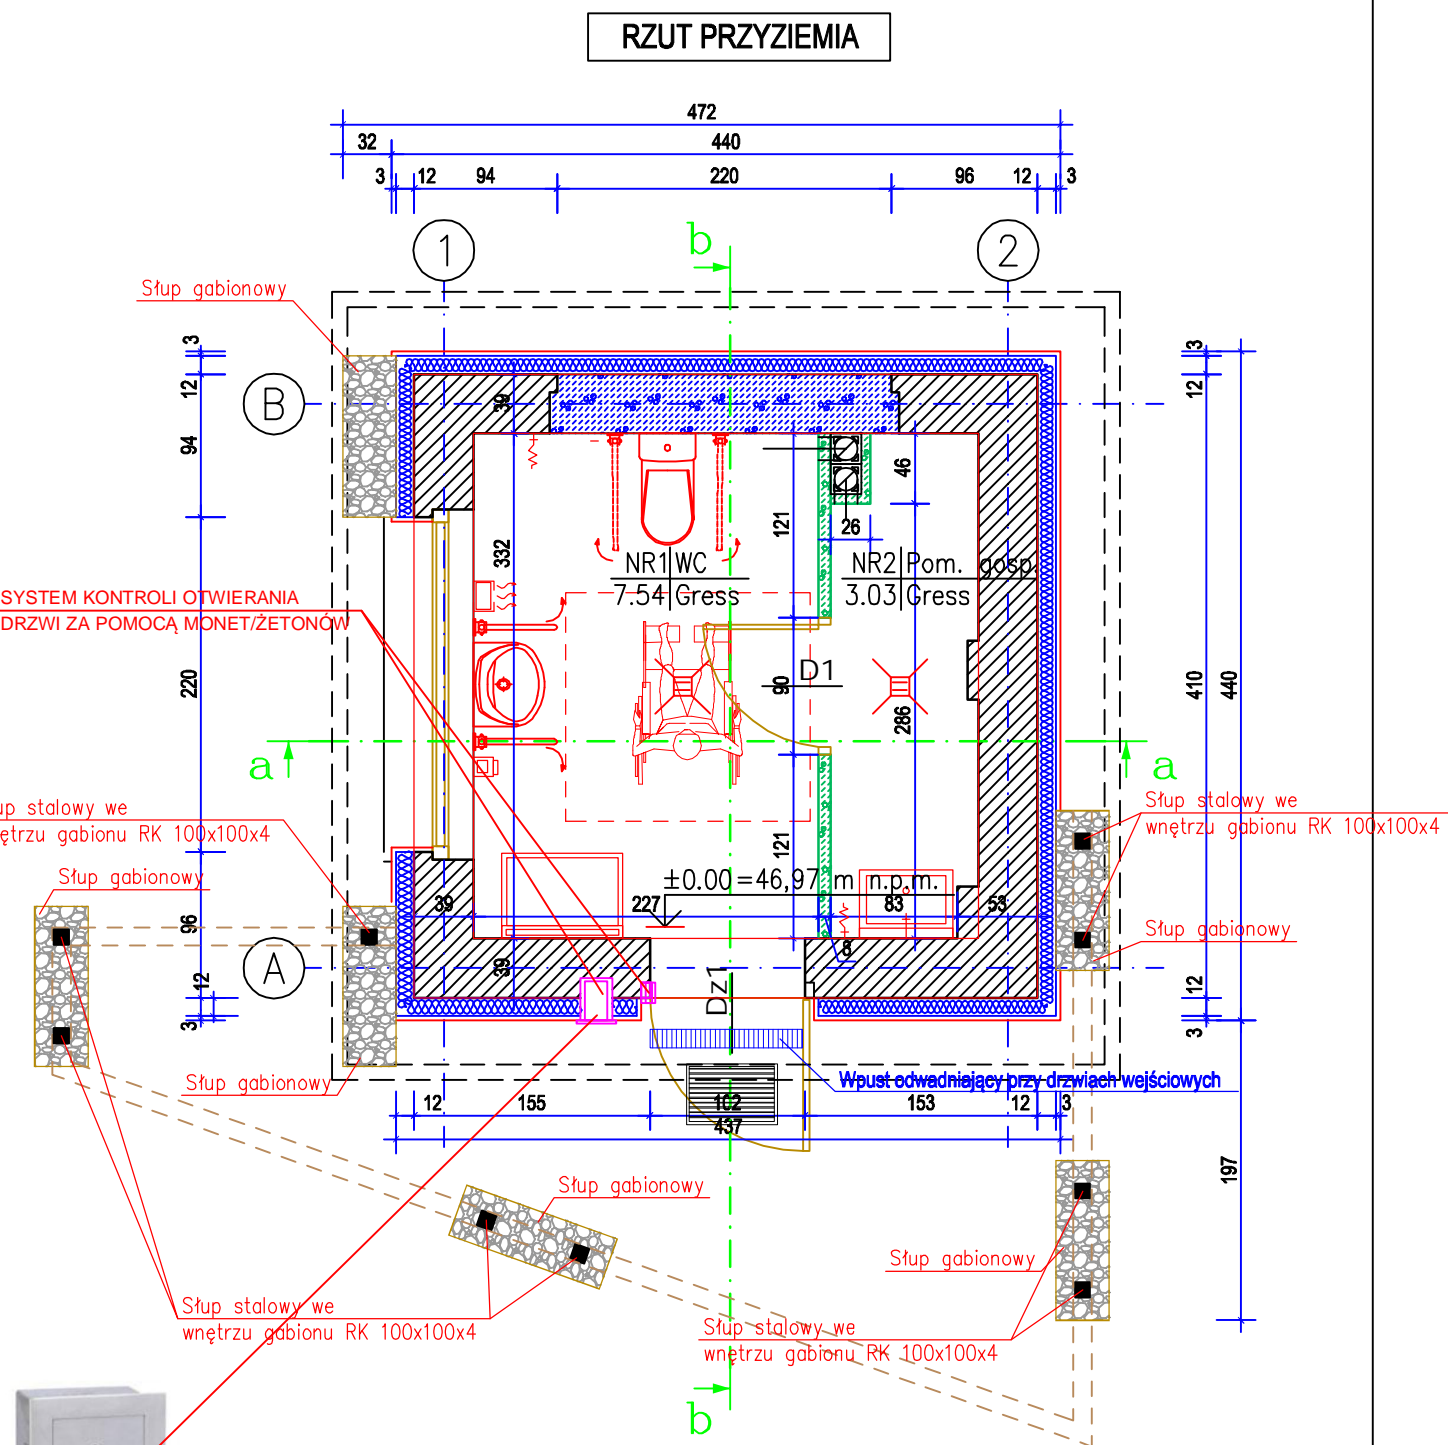 RZUT PRZYZIEMIA
472
32
440
3
12
94
220
96
12
3
1
b
2
Słup gabionowy
3
12
94
B
39
3
12
46
121
26
332
NR1 WC
7.54 Gress
NR2 Pom. gosp.
3.03 Gress
SYSTEM KONTROLI OTWIERANIA
DRZWI ZA POMOCĄ MONET/ŻETONÓW
220
90
D1
286
410
440
a
a
stalowy we
gabionu RK 100x100x4
Słup stalowy we
wnętrzu gabionu RK 100x100x4
121
Słup gabionowy
±0.00=46,97 m n.p.m.
39
227
83
53
96
8
Słup gabionowy
A
39
12
3
Dz1
12
3
Słup gabionowy
Wpust odwadniający przy drzwiach wejściowych
12
155
102
153
12
3
437
197
Słup gabionowy
Słup gabionowy
Słup stalowy we
wnętrzu gabionu RK 100x100x4
Słup stalowy we
wnętrzu gabionu RK 100x100x4
b